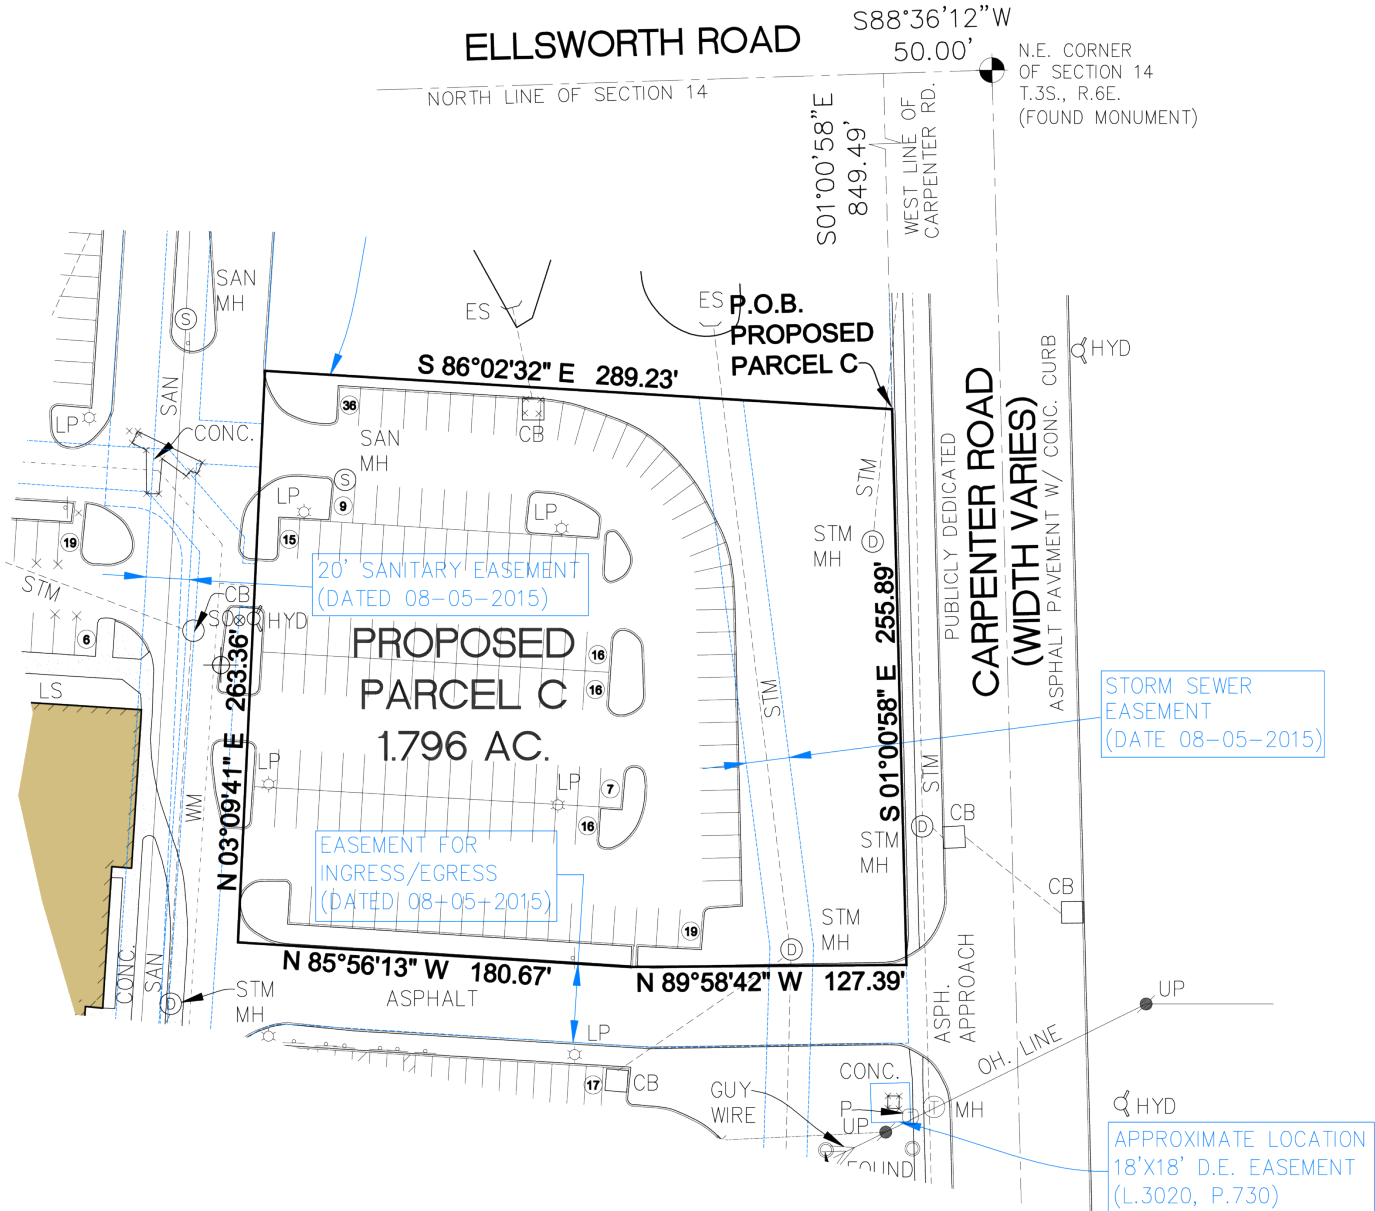 ELLSWORTH ROAD
S88°36'12"W
50.00'
N.E. CORNER
OF SECTION 14
T.3S., R.6E.
(FOUND MONUMENT)
NORTH LINE OF SECTION 14
S01°00'58"E
849.49'
WEST LINE OF
CARPENTER RD.
SAN
MH
S
ES
ES
P.O.B.
PROPOSED
PARCEL C
HYD
S 86°02'32" E 289.23'
SAN
LP
CONC.
36
SAN
MH
CB
S
9
LP
LP
15
STM
STM
MH
D
PUBLICLY DEDICATED
CARPENTER ROAD
(WIDTH VARIES)
ASPHALT PAVEMENT W/ CONC. CURB
19
STM
20' SANITARY EASEMENT
(DATED 08-05-2015)
CB
SO
HYD
6
LS
PROPOSED
PARCEL C
1.796 AC.
16
16
N 03°09'41" E 263.36'
S 01°00'58" E 255.89'
STM
STORM SEWER
EASEMENT
(DATE 08-05-2015)
LP
LP
7
16
WM
STM
D
CB
STM
MH
CB
EASEMENT FOR
INGRESS/EGRESS
(DATED 08-05-2015)
19
STM
MH
D
N 85°56'13" W 180.67'
N 89°58'42" W 127.39'
CONC.
SAN
D
STM
MH
ASPHALT
ASPH.
APPROACH
UP
LP
OH. LINE
17
CB
GUY
WIRE
CONC.
P
UP
T
MH
HYD
FOUND
APPROXIMATE LOCATION
18'X18' D.E. EASEMENT
(L.3020, P.730)